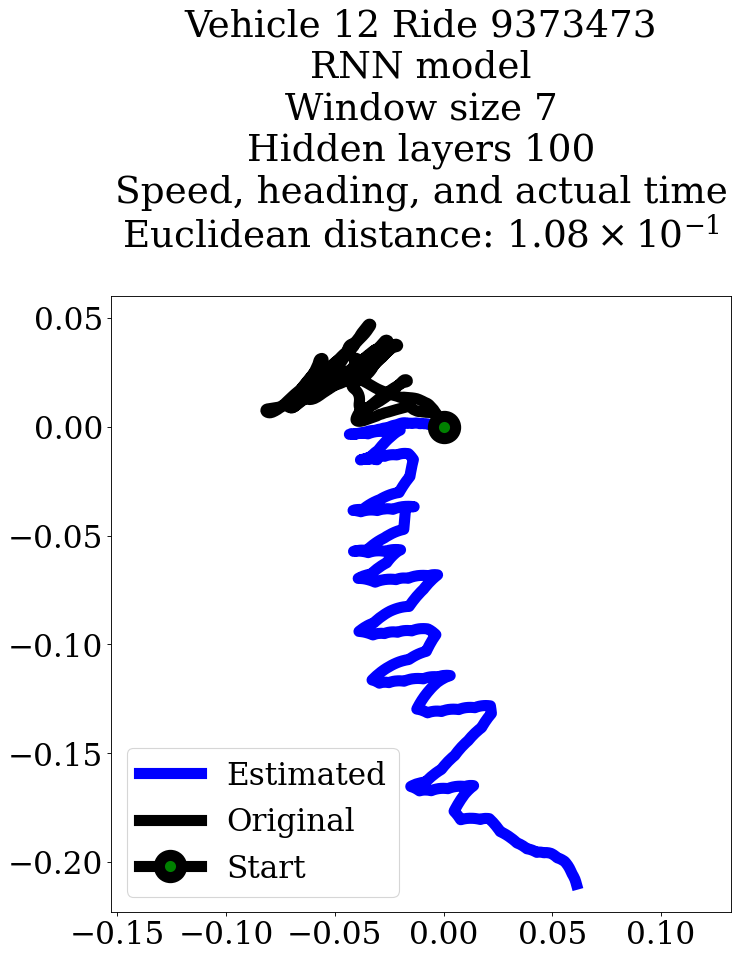 Vehicle 12 Ride 9373473
RNN model
Window size 7
Hidden layers 100
Speed, heading, and actual time
Euclidean distance: 1.08 × 10⁻¹
0.05
0.00
−0.05
−0.10
−0.15
−0.20
Estimated
Original
Start
−0.15 −0.10 −0.05 0.00 0.05 0.10